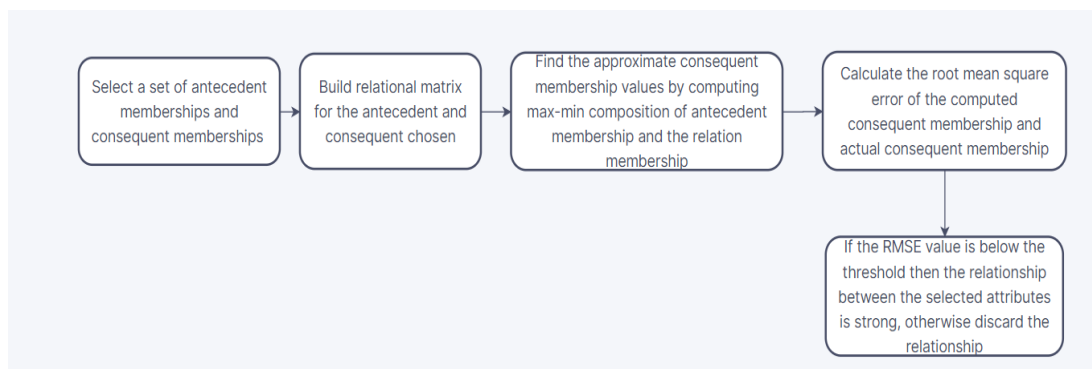 Select a set of antecedent
memberships and
consequent memberships
Build relational matrix
for the antecedent and
consequent chosen
Find the approximate consequent
membership values by computing
max-min composition of antecedent
membership and the relation
membership
Calculate the root mean square
error of the computed
consequent membership and
actual consequent membership
If the RMSE value is below the
threshold then the relationship
between the selected attributes
is strong, otherwise discard the
relationship